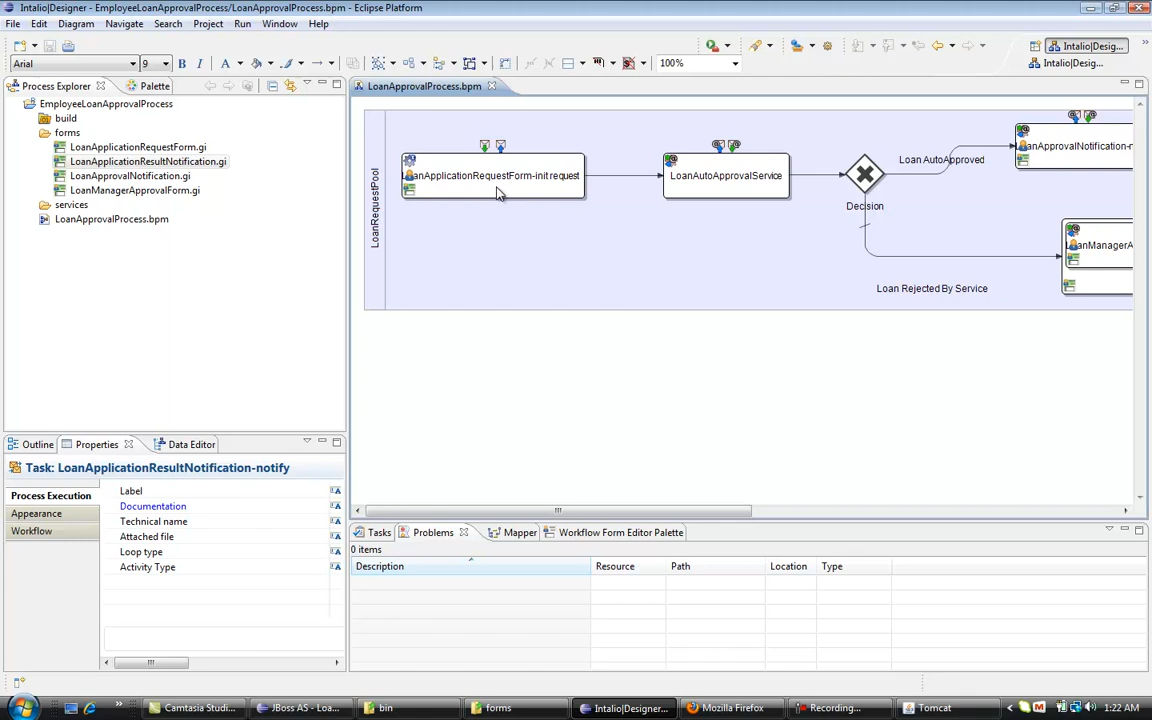 Intalio|Designer - EmployeeLoanApprovalProcess/LoanApprovalProcess.bpm - Eclipse Platform
File Edit Diagram Navigate Search Project Run Window Help
Intalio|Desig...
Arial 9 B I A 100% Intalio|Desig...
Process Explorer Palette
EmployeeLoanApprovalProcess
build
forms
LoanApplicationRequestForm.gi
LoanApplicationResultNotification.gi
LoanApprovalNotification.gi
LoanManagerApprovalForm.gi
services
LoanApprovalProcess.bpm
LoanApprovalProcess.bpm
LoanRequestPool
LoanApplicationRequestForm-init request
LoanAutoApprovalService
Decision
Loan AutoApproved
LoanApprovalNotification-n
LoanManagerA
Loan Rejected By Service
Outline Properties Data Editor
Task: LoanApplicationResultNotification-notify
Process Execution
Appearance
Workflow
Label
Documentation
Technical name
Attached file
Loop type
Activity Type
Tasks Problems Mapper Workflow Form Editor Palette
0 items
Description Resource Path Location Type
Camtasia Studi... JBoss AS - Loa... bin forms Intalio|Designer... Mozilla Firefox Recording... Tomcat 1:22 AM